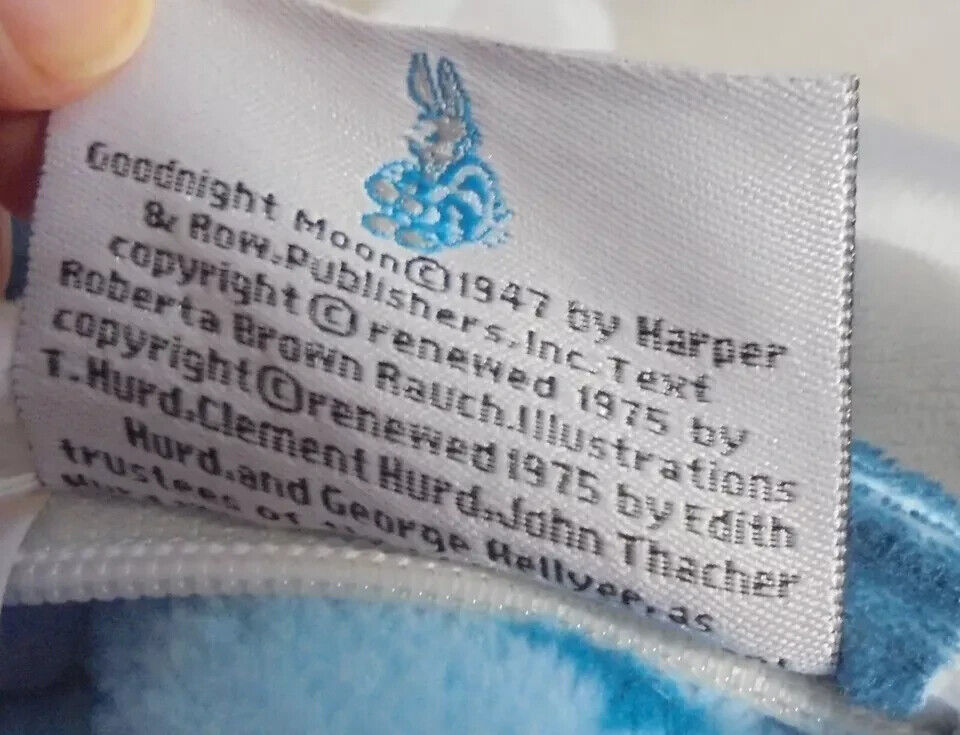 Goodnight Moon©1947 by Harper
& Row.Publishers,Inc.Text
copyright © renewed 1975 by
Roberta Brown Rauch.Illustrations
copyright©renewed 1975 by Edith
T.Hurd.Clement Hurd.John Thacher
Hurd.and George Hellyer.as
trustees of